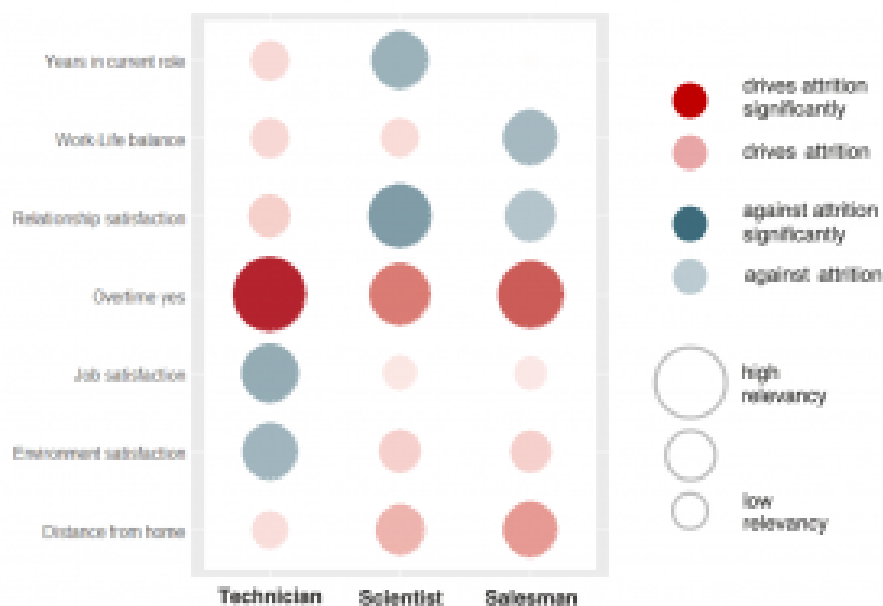 Years in current role
Work-Life balance
Relationship satisfaction
Overtime yes
Job satisfaction
Environment satisfaction
Distance from home
Technician Scientist Salesman
drives attrition
significantly
drives attrition
against attrition
significantly
against attrition
high
relevancy
low
relevancy